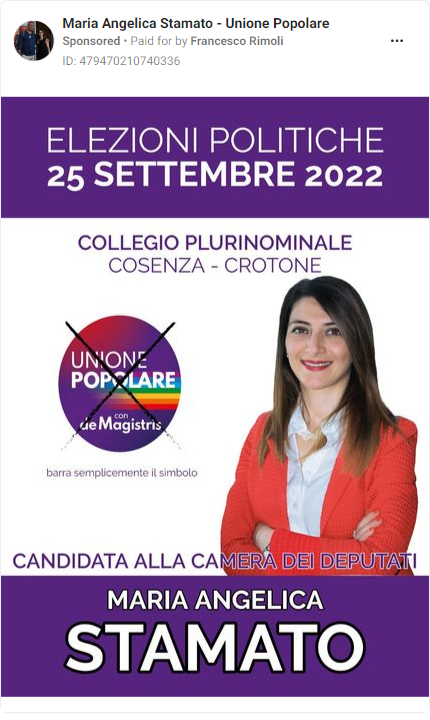 Maria Angelica Stamato - Unione Popolare
Sponsored • Paid for by Francesco Rimoli
ID: 479470210740336
ELEZIONI POLITICHE
25 SETTEMBRE 2022
COLLEGIO PLURINOMINALE
COSENZA - CROTONE
UNIONE
POPOLARE
con
de Magistris
barra semplicemente il simbolo
CANDIDATA ALLA CAMERA DEI DEPUTATI
MARIA ANGELICA
STAMATO